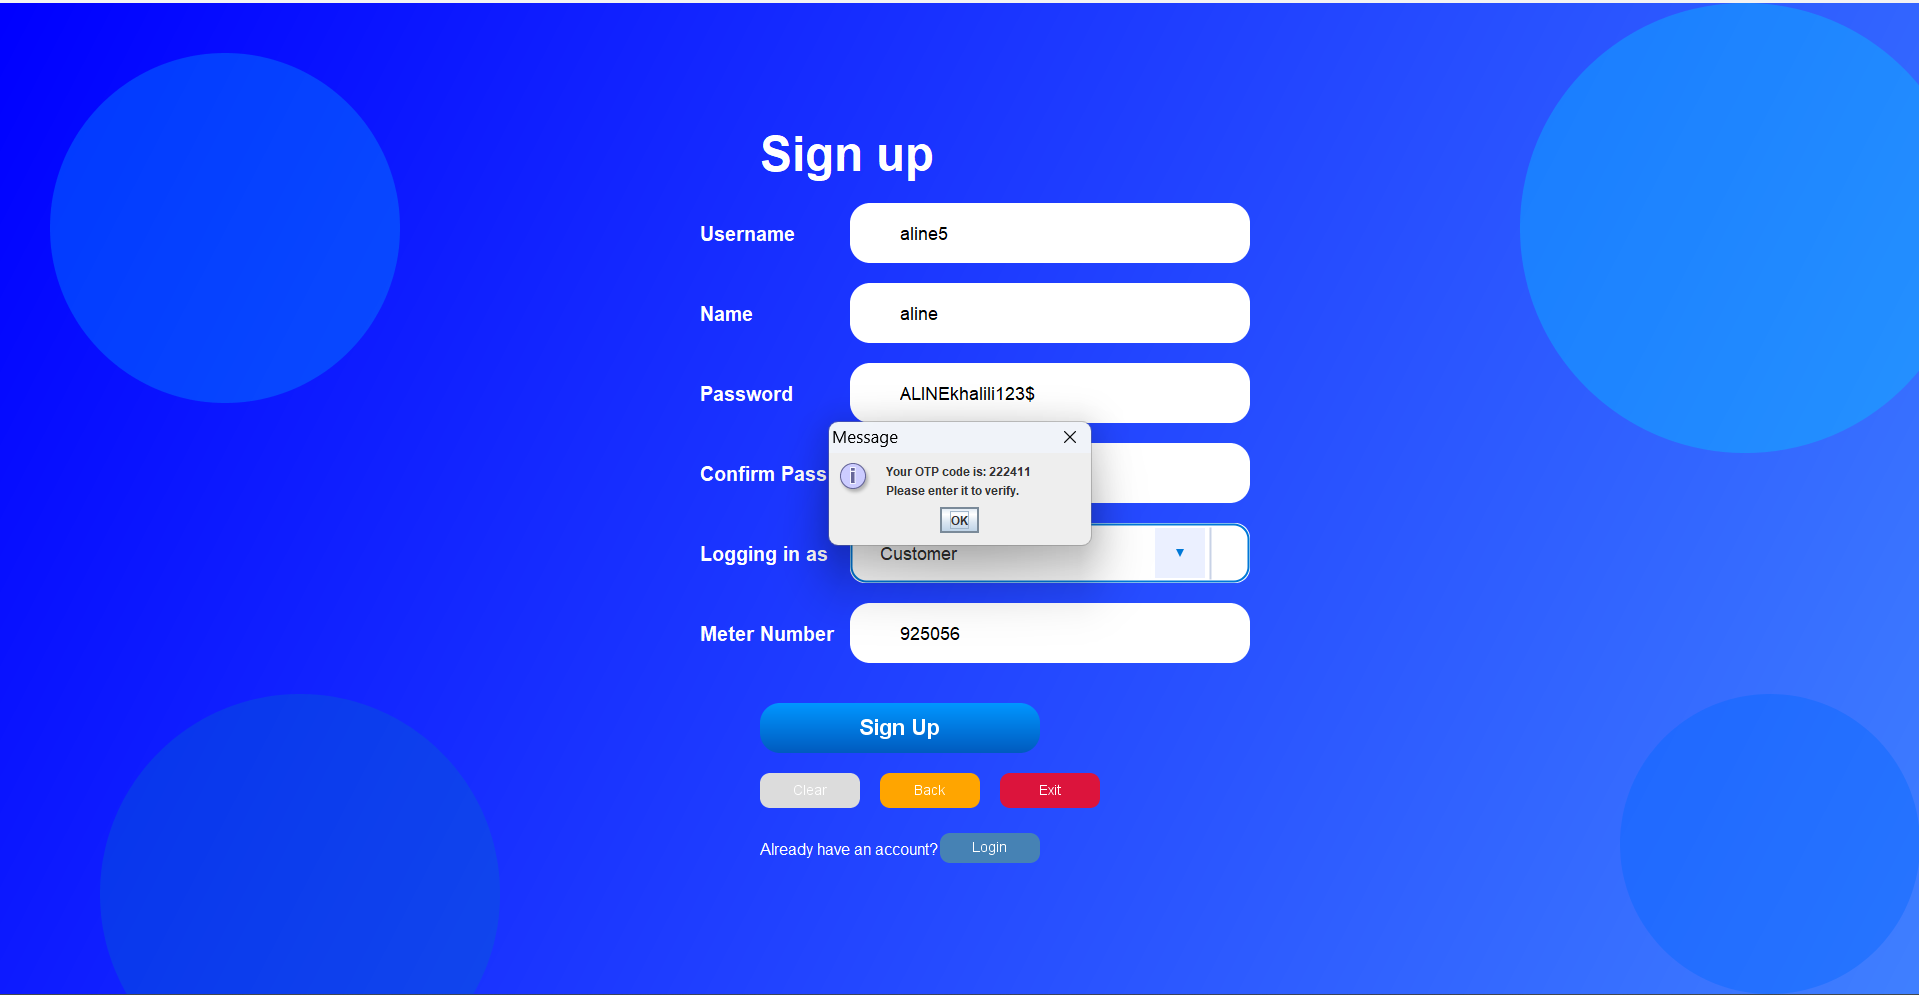 Sign up
Username
aline5
Name
aline
Password
ALINEkhalili123$
Message
Your OTP code is: 222411
Please enter it to verify.
OK
Confirm Pass
Logging in as
Customer
Meter Number
925056
Sign Up
Clear
Back
Exit
Already have an account?
Login